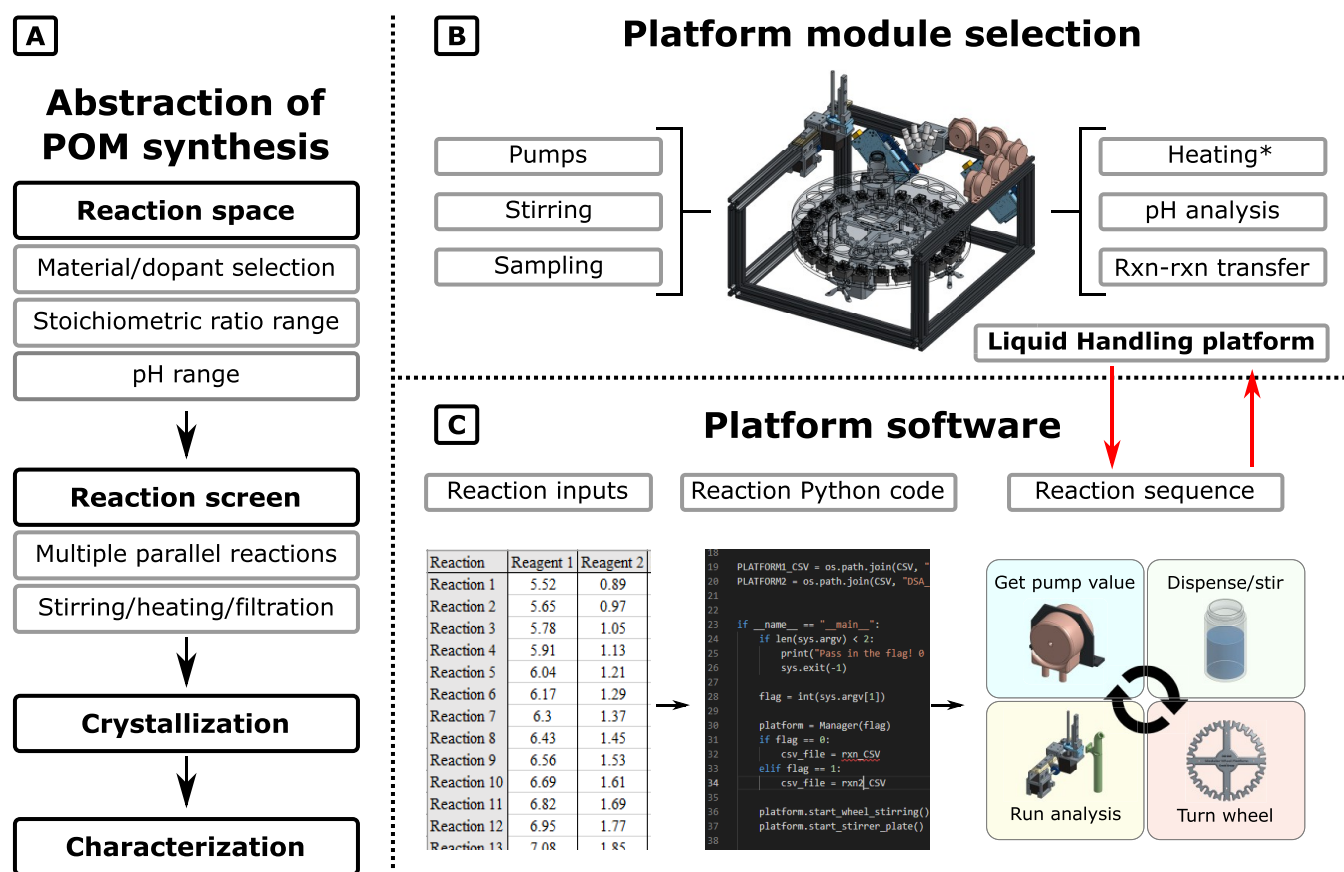 A
Abstraction of
POM synthesis
Reaction space
Material/dopant selection
Stoichiometric ratio range
pH range
Reaction screen
Multiple parallel reactions
Stirring/heating/filtration
Crystallization
Characterization
B
Platform module selection
Pumps
Stirring
Sampling
Heating*
pH analysis
Rxn-rxn transfer
Liquid Handling platform
C
Platform software
Reaction inputs
Reaction Python code
Reaction sequence
Reaction Reagent 1 Reagent 2
Reaction 1 5.52 0.89
Reaction 2 5.65 0.97
Reaction 3 5.78 1.05
Reaction 4 5.91 1.13
Reaction 5 6.04 1.21
Reaction 6 6.17 1.29
Reaction 7 6.3 1.37
Reaction 8 6.43 1.45
Reaction 9 6.56 1.53
Reaction 10 6.69 1.61
Reaction 11 6.82 1.69
Reaction 12 6.95 1.77
Reaction 13 7.08 1.85
18
19 PLATFORM1_CSV = os.path.join(CSV, "
20 PLATFORM2 = os.path.join(CSV, "DSA_
21
22
23 if __name__ == "__main__":
24 if len(sys.argv) < 2:
25 print("Pass in the flag! 0
26 sys.exit(-1)
27
28 flag = int(sys.argv[1])
29
30 platform = Manager(flag)
31 if flag == 0:
32 csv_file = rxn_CSV
33 elif flag == 1:
34 csv_file = rxn2_CSV
35
36 platform.start_wheel_stirring()
37 platform.start_stirrer_plate()
38
Get pump value
Dispense/stir
Run analysis
Turn wheel